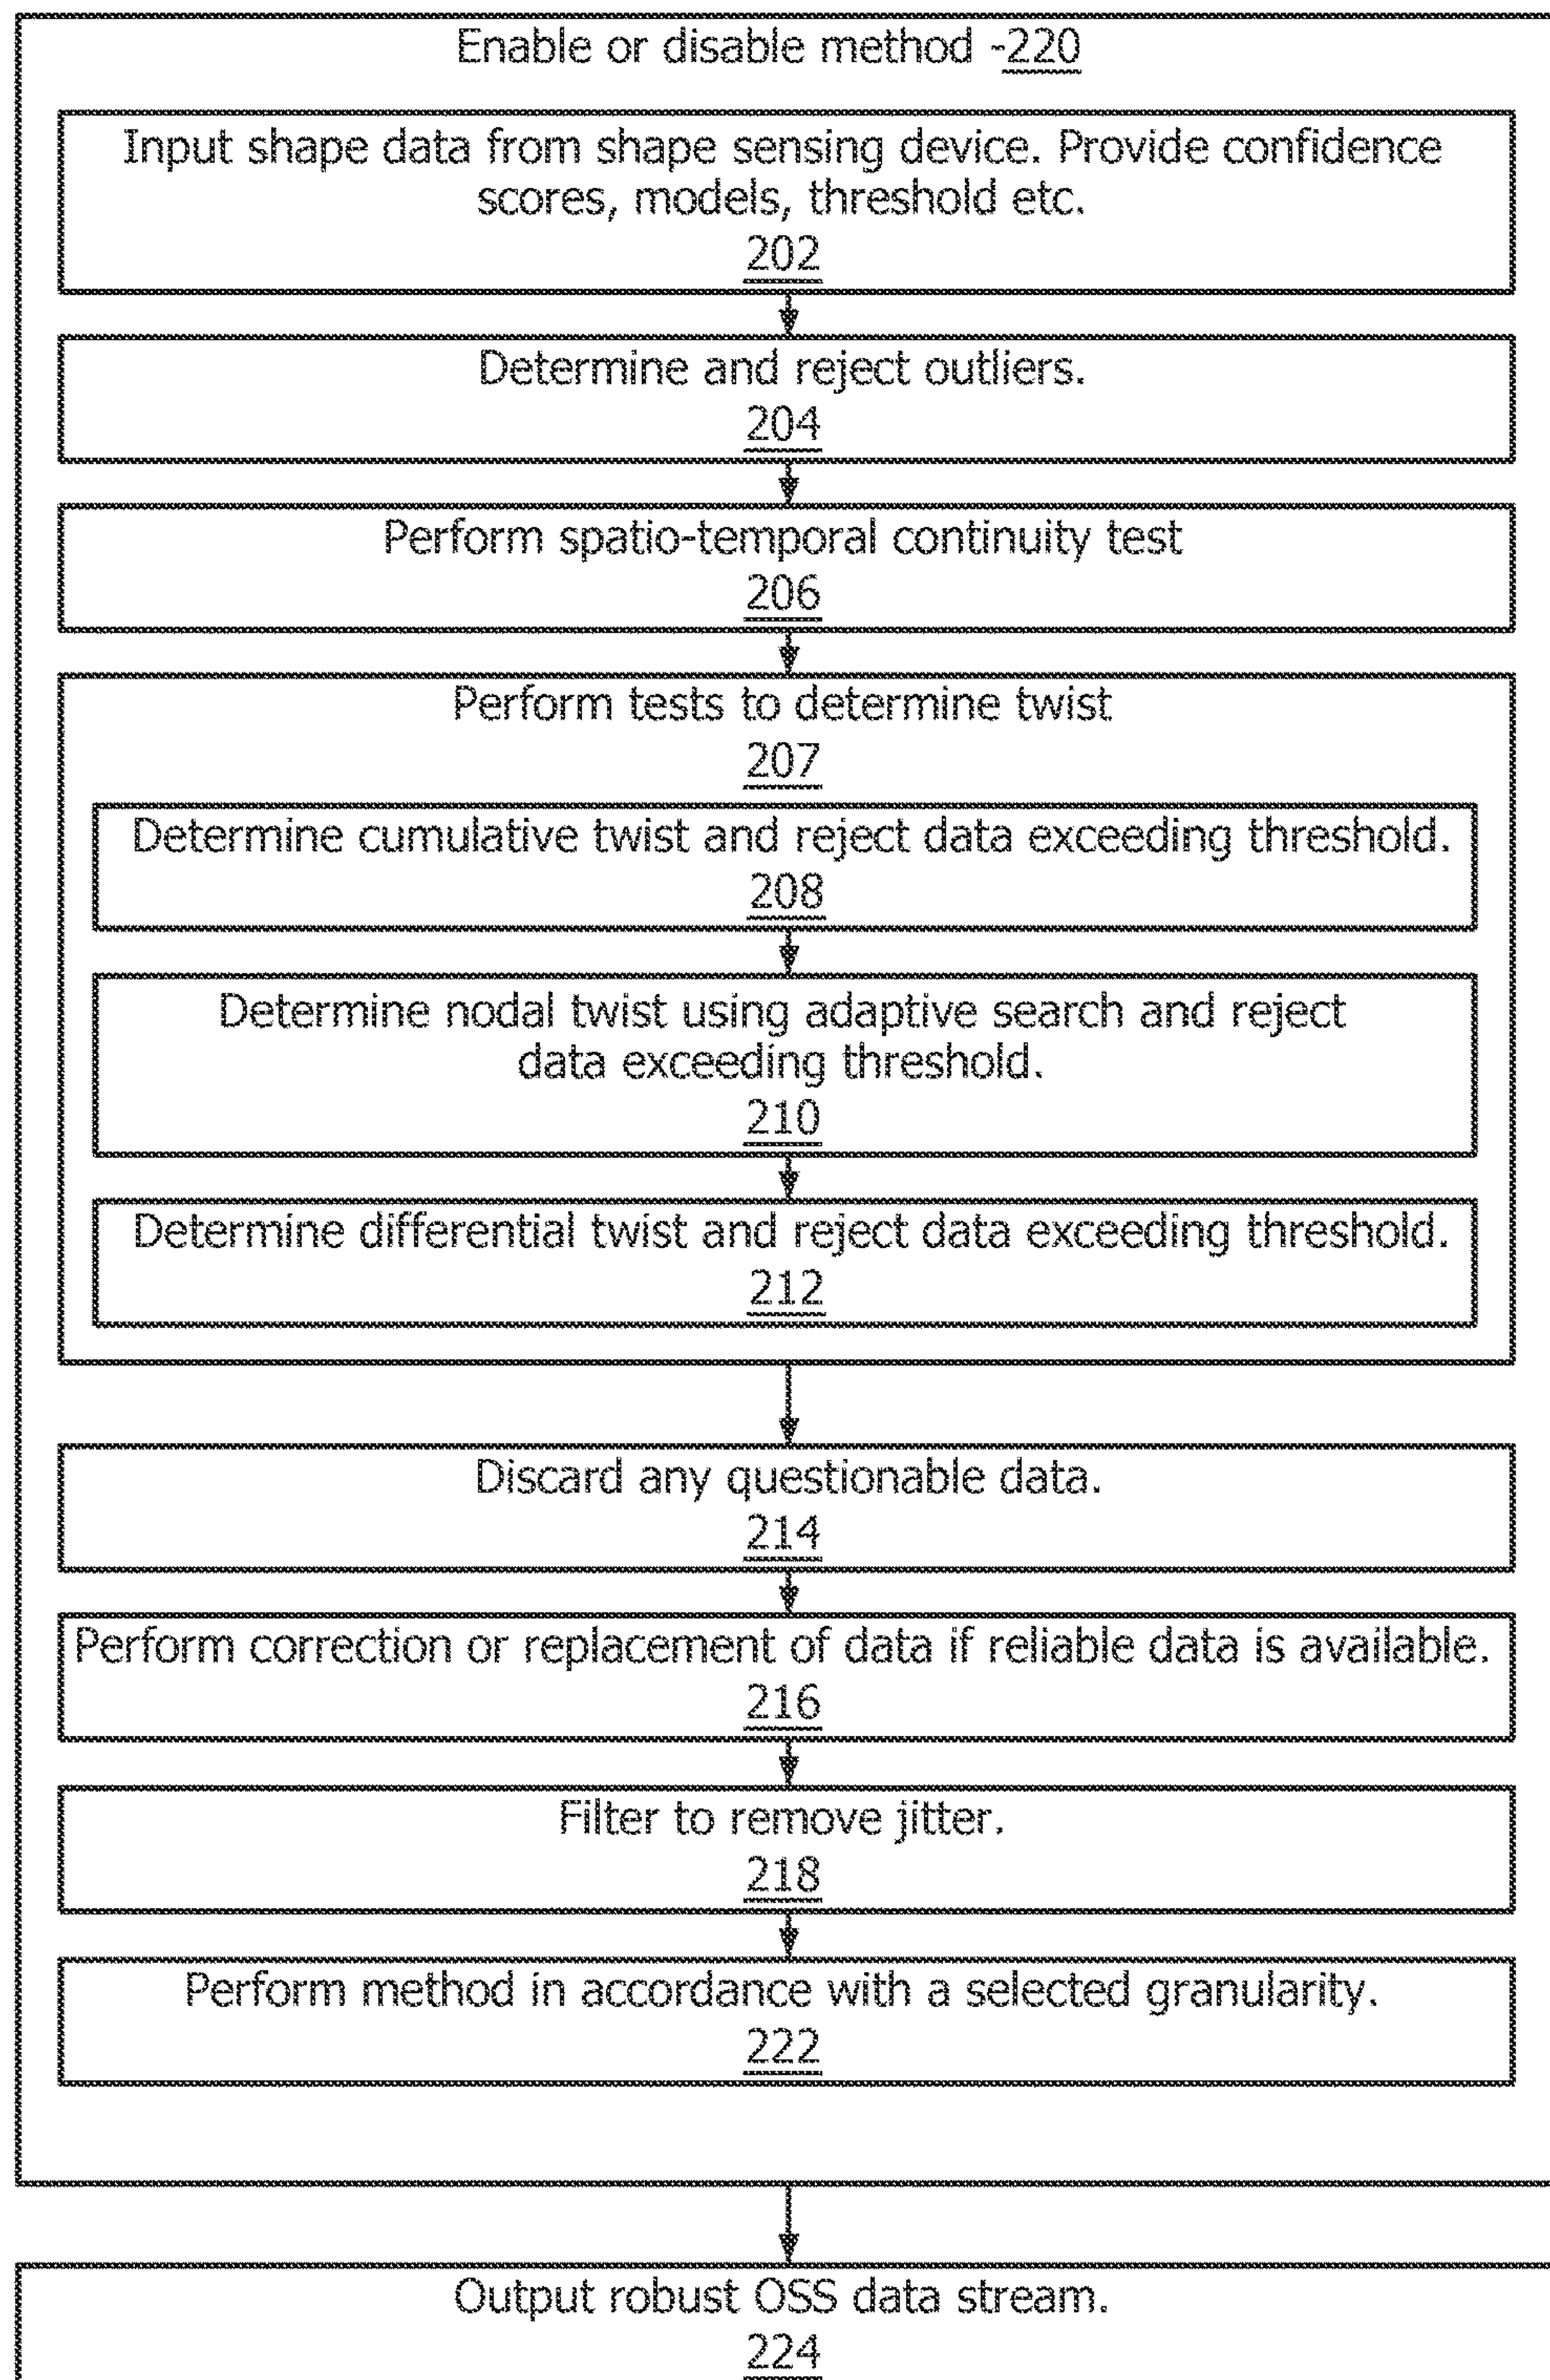 Enable or disable method -220
Input shape data from shape sensing device. Provide confidence
scores, models, threshold etc.
202
Determine and reject outliers.
204
Perform spatio-temporal continuity test
206
Perform tests to determine twist
207
Determine cumulative twist and reject data exceeding threshold.
208
Determine nodal twist using adaptive search and reject
data exceeding threshold.
210
Determine differential twist and reject data exceeding threshold.
212
Discard any questionable data.
214
Perform correction or replacement of data if reliable data is available.
216
Filter to remove jitter.
218
Perform method in accordance with a selected granularity.
222
Output robust OSS data stream.
224